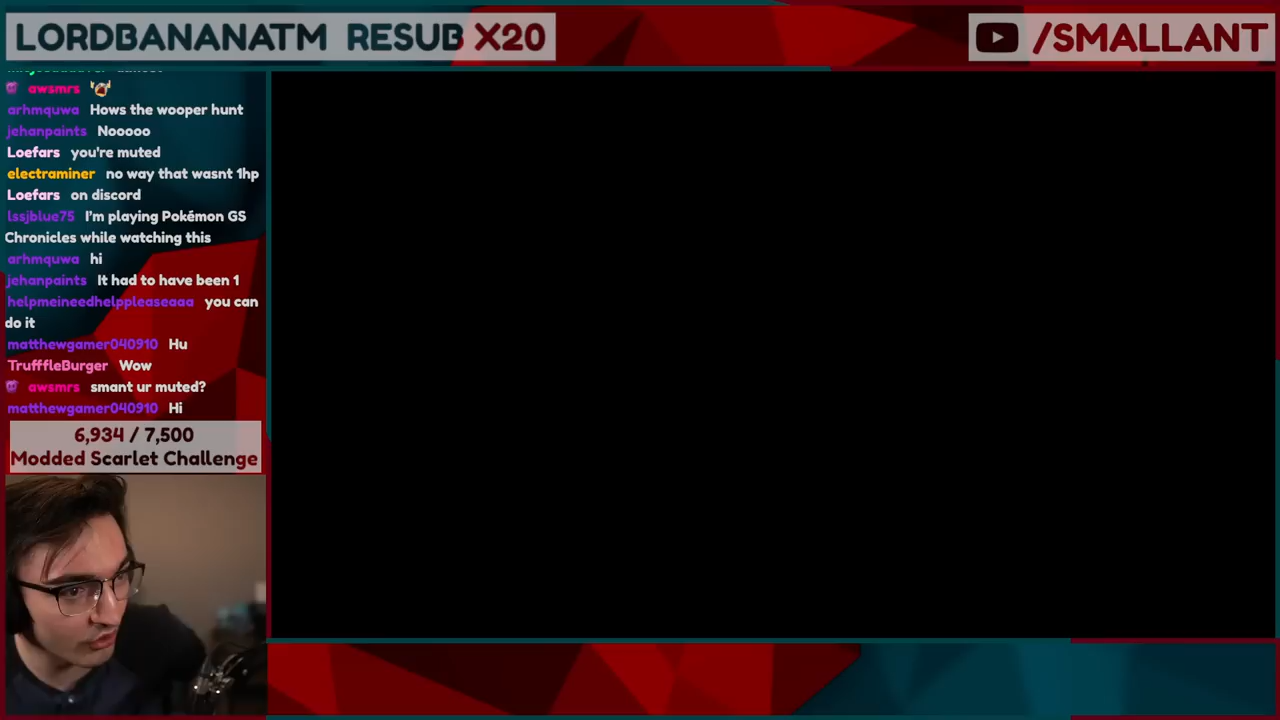 LORDBANANATM RESUB X20
/SMALLANT
awsmrs
arhmquwa Hows the wooper hunt
jehanpaints Nooooo
Loefars you're muted
electraminer no way that wasnt 1hp
Loefars on discord
lssjblue75 I'm playing Pokémon GS
Chronicles while watching this
arhmquwa hi
jehanpaints It had to have been 1
helpmeineedhelppleaseaaa you can
do it
matthewgamer040910 Hu
TrufffleBurger Wow
awsmrs smant ur muted?
matthewgamer040910 Hi
6,934 / 7,500
Modded Scarlet Challenge